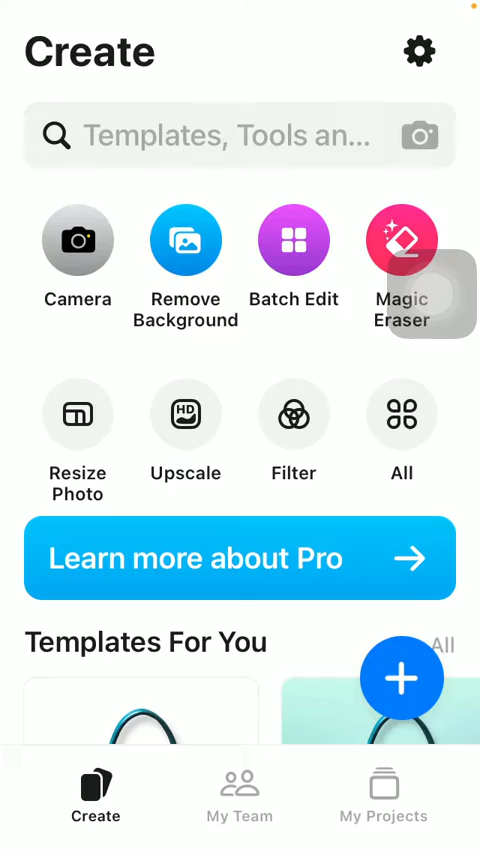 Create
Templates, Tools an...
Camera
Remove
Background
Batch Edit
Magic
Eraser
Resize
Photo
HD
Upscale
Filter
All
Learn more about Pro
Templates For You
All
Create
My Team
My Projects